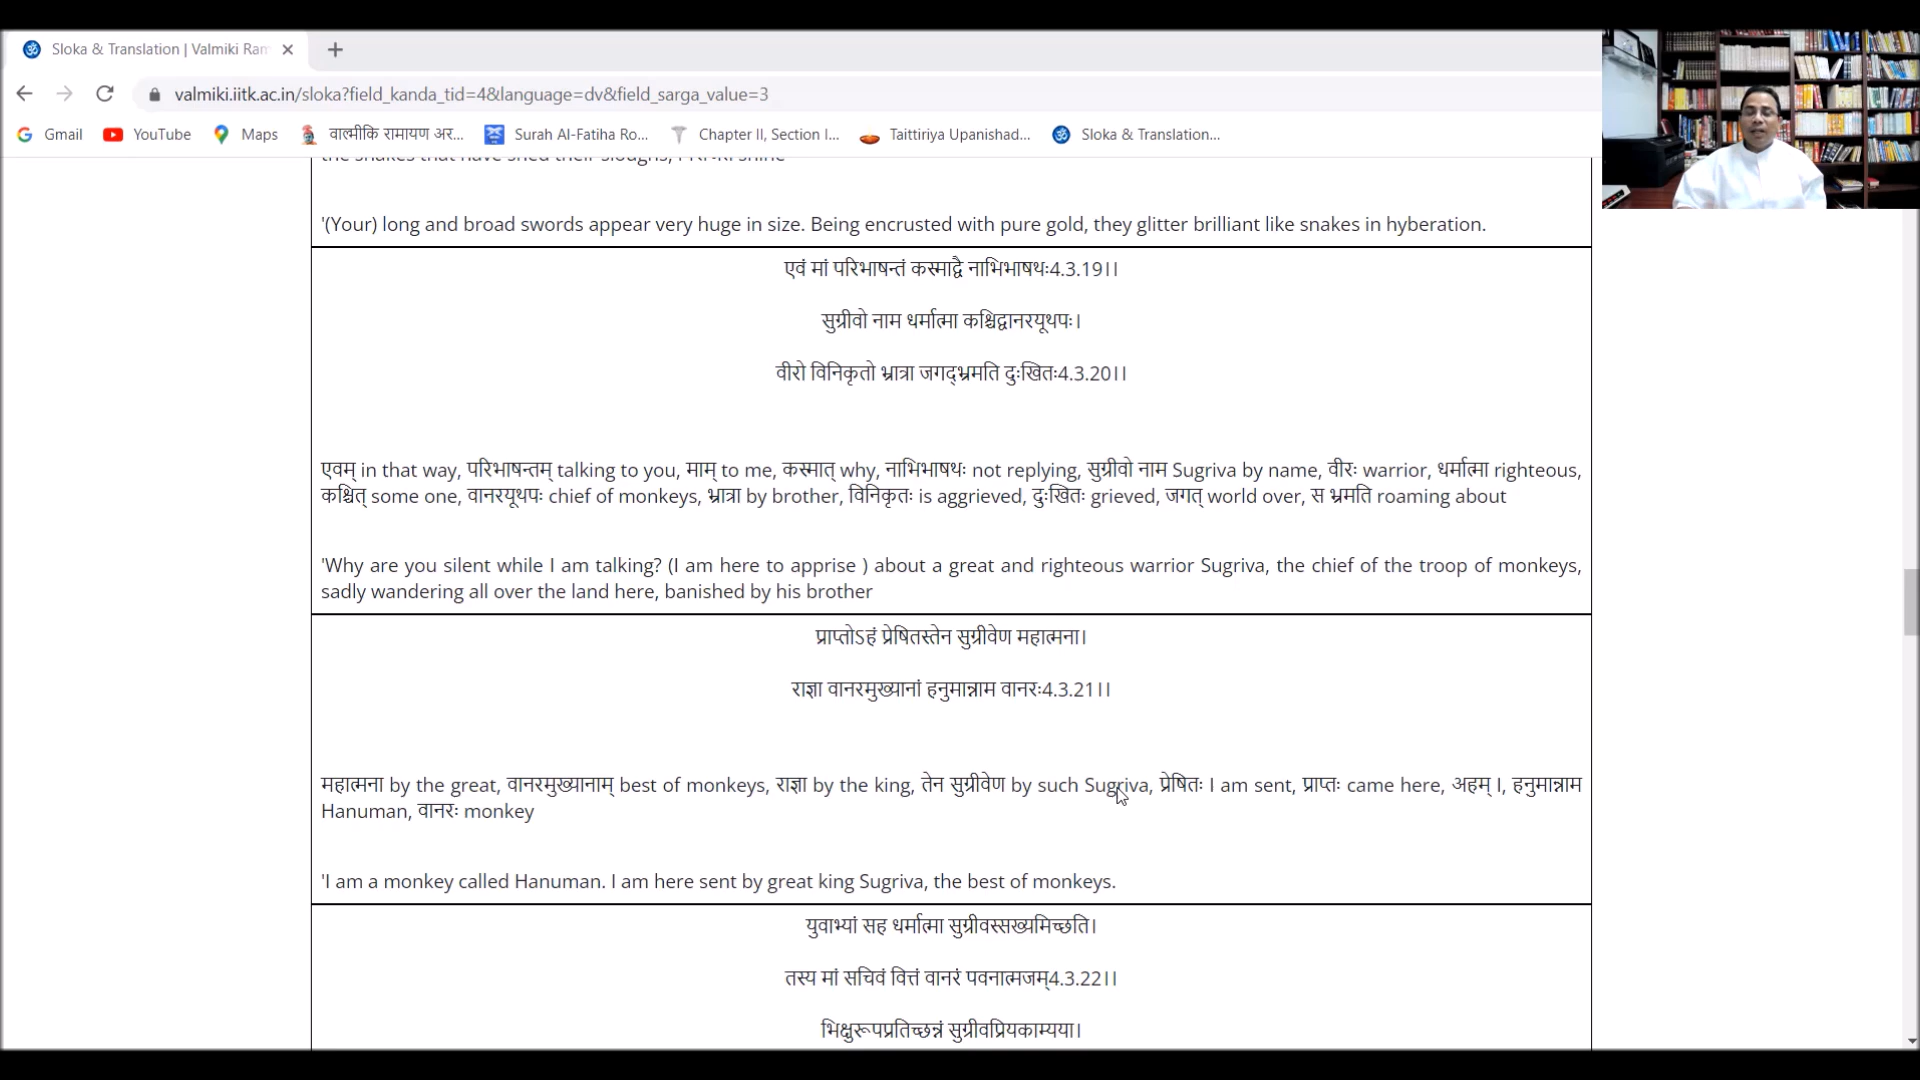 Sloka & Translation | Valmiki Ram
valmiki.iitk.ac.in/sloka?field_kanda_tid=4&language=dv&field_sarga_value=3
Gmail YouTube Maps वाल्मीकि रामायण अर... Surah Al-Fatiha Ro... Chapter II, Section I... Taittiriya Upanishad... Sloka & Translation...
the snakes that have shed their sloughs, shine
'(Your) long and broad swords appear very huge in size. Being encrusted with pure gold, they glitter brilliant like snakes in hyberation.
एवं मां परिभाषन्तं कस्माद्वै नाभिभाषथः4.3.19।।
सुग्रीवो नाम धर्मात्मा कश्चिद्वानरयूथपः।
वीरो विनिकृतो भ्रात्रा जगद्भ्रमति दुःखितः4.3.20।।
एवम् in that way, परिभाषन्तम् talking to you, माम् to me, कस्मात् why, नाभिभाषथः not replying, सुग्रीवो नाम Sugriva by name, वीरः warrior, धर्मात्मा righteous,
कश्चित् some one, वानरयूथपः chief of monkeys, भ्रात्रा by brother, विनिकृतः is aggrieved, दुःखितः grieved, जगत् world over, स भ्रमति roaming about
'Why are you silent while I am talking? (I am here to apprise ) about a great and righteous warrior Sugriva, the chief of the troop of monkeys,
sadly wandering all over the land here, banished by his brother
प्राप्तोऽहं प्रेषितस्तेन सुग्रीवेण महात्मना।
राज्ञा वानरमुख्यानां हनुमान्नाम वानरः4.3.21।।
महात्मना by the great, वानरमुख्यानाम् best of monkeys, राज्ञा by the king, तेन सुग्रीवेण by such Sugriva, प्रेषितः I am sent, प्राप्तः came here, अहम् I, हनुमान्नाम
Hanuman, वानरः monkey
'I am a monkey called Hanuman. I am here sent by great king Sugriva, the best of monkeys.
युवाभ्यां सह धर्मात्मा सुग्रीवस्सख्यमिच्छति।
तस्य मां सचिवं वित्तं वानरं पवनात्मजम्4.3.22।।
भिक्षुरूपप्रतिच्छन्नं सुग्रीवप्रियकाम्यया।